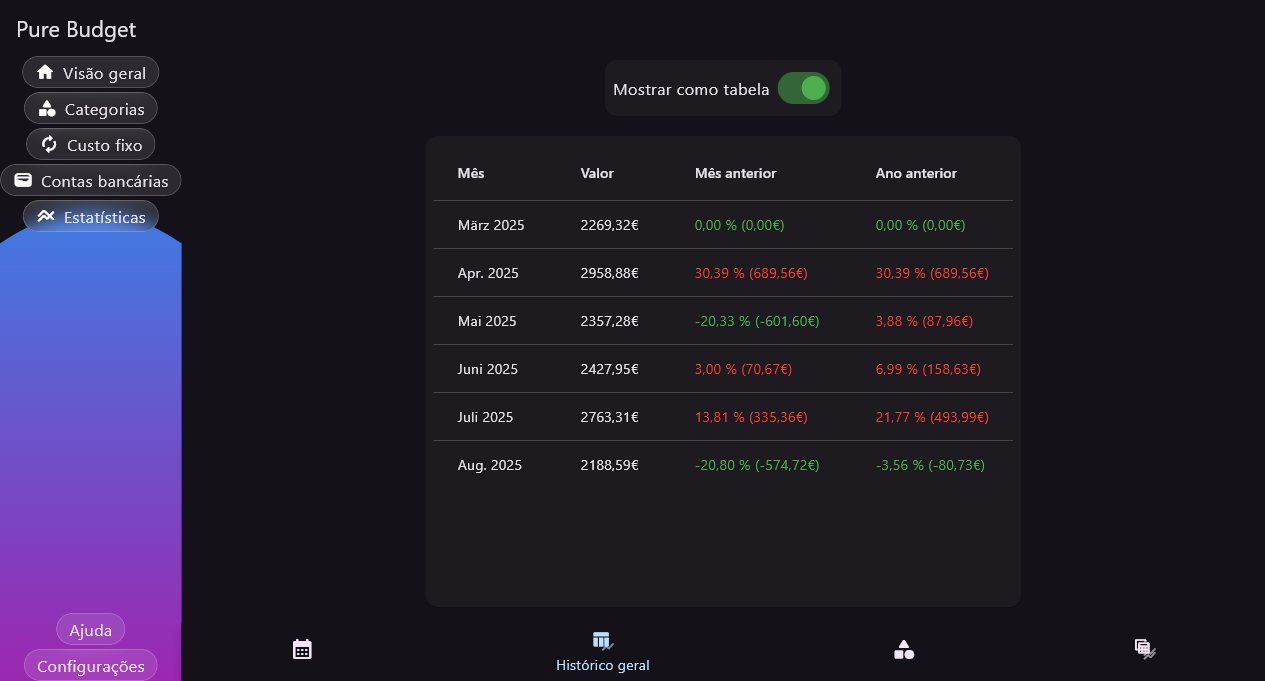 Pure Budget
Visão geral
Categorias
Custo fixo
Contas bancárias
Estatísticas
Ajuda
Configurações
Mostrar como tabela
Mês Valor Mês anterior Ano anterior
März 2025 2269,32€ 0,00 % (0,00€) 0,00 % (0,00€)
Apr. 2025 2958,88€ 30,39 % (689,56€) 30,39 % (689,56€)
Mai 2025 2357,28€ -20,33 % (-601,60€) 3,88 % (87,96€)
Juni 2025 2427,95€ 3,00 % (70,67€) 6,99 % (158,63€)
Juli 2025 2763,31€ 13,81 % (335,36€) 21,77 % (493,99€)
Aug. 2025 2188,59€ -20,80 % (-574,72€) -3,56 % (-80,73€)
Histórico geral